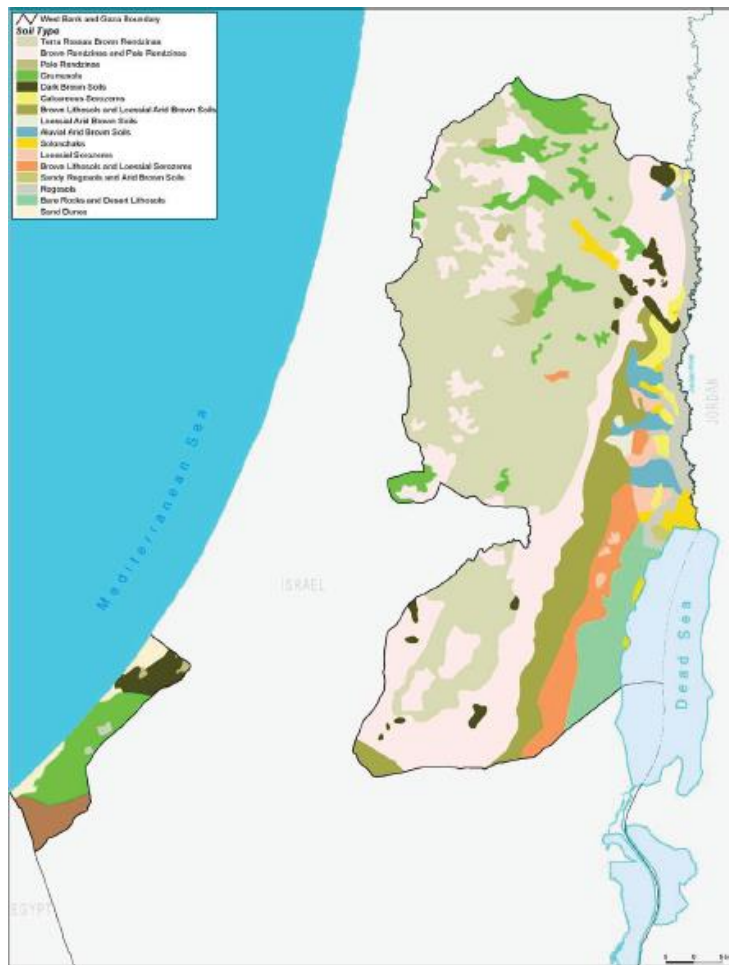 West Bank and Gaza Boundary
Soil Type
Terra Rossas Brown Rendzinas
Brown Rendzinas and Pale Rendzinas
Pale Rendzinas
Grumusols
Dark Brown Soils
Calcareous Serozems
Brown Lithosols and Loessial Arid Brown Soils
Loessial Arid Brown Soils
Alluvial Arid Brown Soils
Solonchaks
Loessial Serozems
Brown Lithosols and Loessial Serozems
Sandy Regosols and Arid Brown Soils
Regosols
Bare Rocks and Desert Lithosols
Sand Dunes
JORDAN
Mediterranean Sea
ISRAEL
Dead Sea
EGYPT